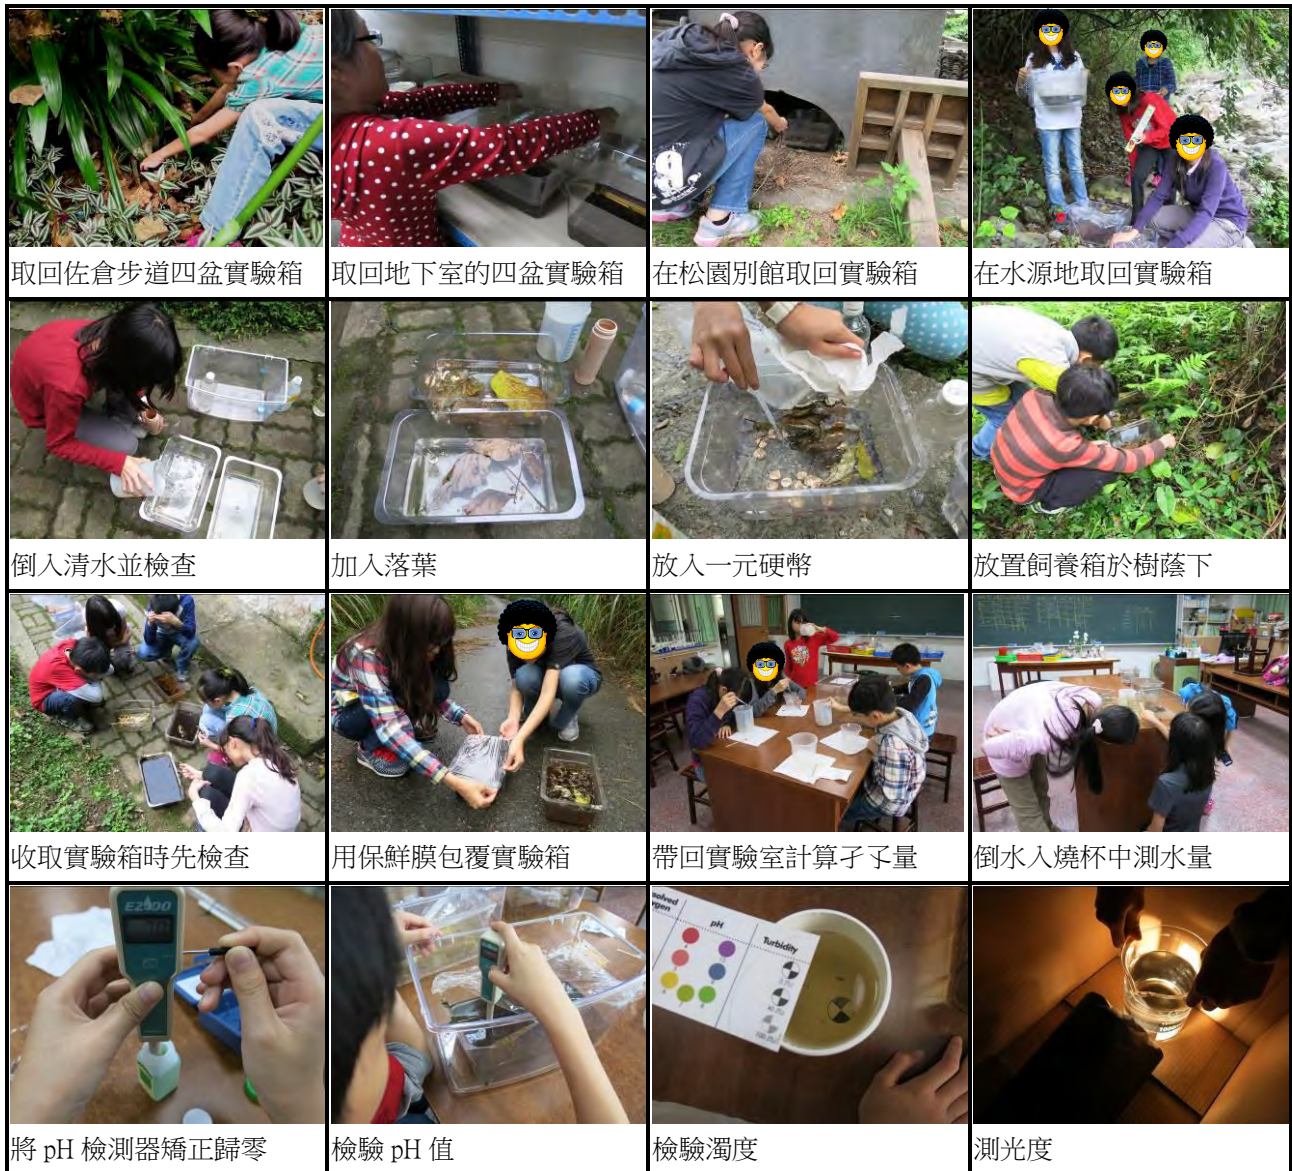 取回佐倉步道四盆實驗箱
取回地下室的四盆實驗箱
在松園別館取回實驗箱
在水源地取回實驗箱
倒入清水並檢查
加入落葉
放入一元硬幣
放置飼養箱於樹蔭下
收取實驗箱時先檢查
用保鮮膜包覆實驗箱
帶回實驗室計算孑孓量
倒水入燒杯中測水量
EZODO
pH
Turbidity
將 pH 檢測器矯正歸零
檢驗 pH 值
檢驗濁度
測光度